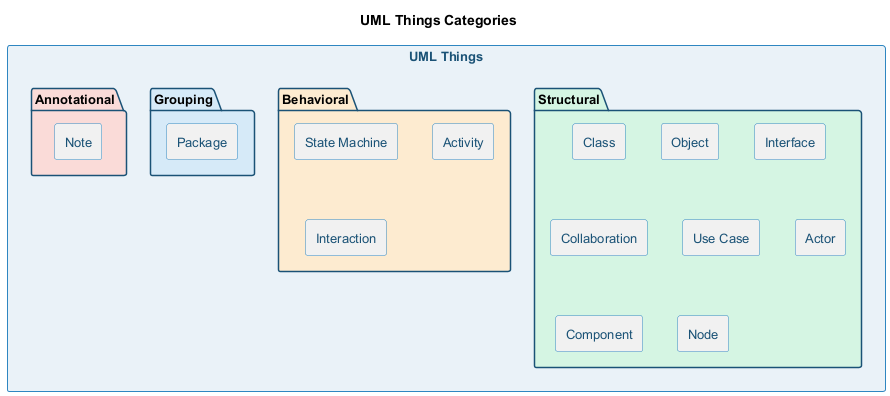 UML Things Categories
UML Things
Annotational
Grouping
Behavioral
Structural
Note
Package
State Machine
Activity
Class
Object
Interface
Interaction
Collaboration
Use Case
Actor
Component
Node